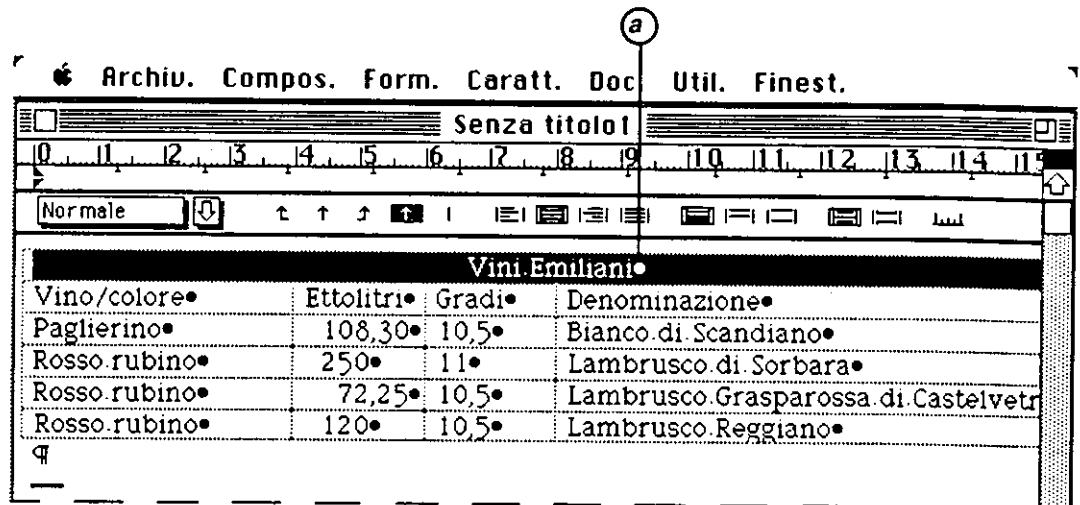 a
Archiv. Compos. Form. Caratt. Doc Util. Finest.
Senza titolo1
0 1 2 3 4 5 6 7 8 9 10 11 12 13 14 15
Normale
Vini.Emiliani•
Vino/colore• Ettolitri• Gradi• Denominazione•
Paglierino• 108,30• 10,5• Bianco.di.Scandiano•
Rosso.rubino• 250• 11• Lambrusco.di.Sorbara•
Rosso.rubino• 72,25• 10,5• Lambrusco.Grasparossa.di.Castelvetr
Rosso.rubino• 120• 10,5• Lambrusco.Reggiano•
¶